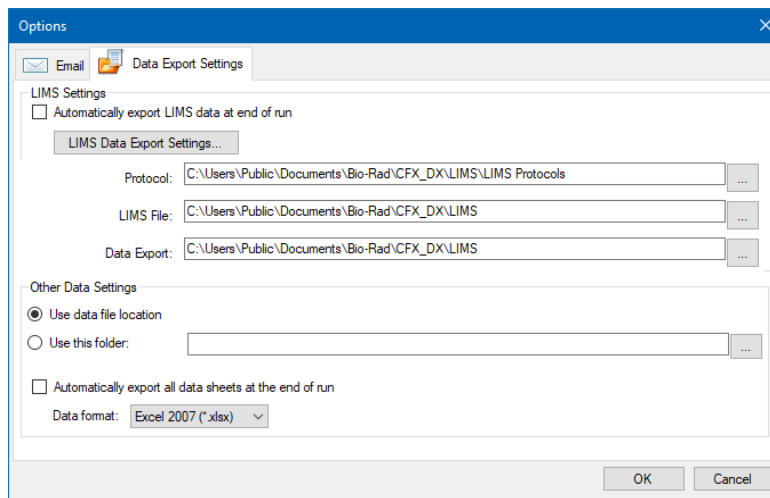 Options
Email
Data Export Settings
LIMS Settings
Automatically export LIMS data at end of run
LIMS Data Export Settings...
Protocol: C:\Users\Public\Documents\Bio-Rad\CFX_DX\LIMS\LIMS Protocols ...
LIMS File: C:\Users\Public\Documents\Bio-Rad\CFX_DX\LIMS ...
Data Export: C:\Users\Public\Documents\Bio-Rad\CFX_DX\LIMS ...
Other Data Settings
Use data file location
Use this folder: ...
Automatically export all data sheets at the end of run
Data format: Excel 2007 (*.xlsx)
OK Cancel